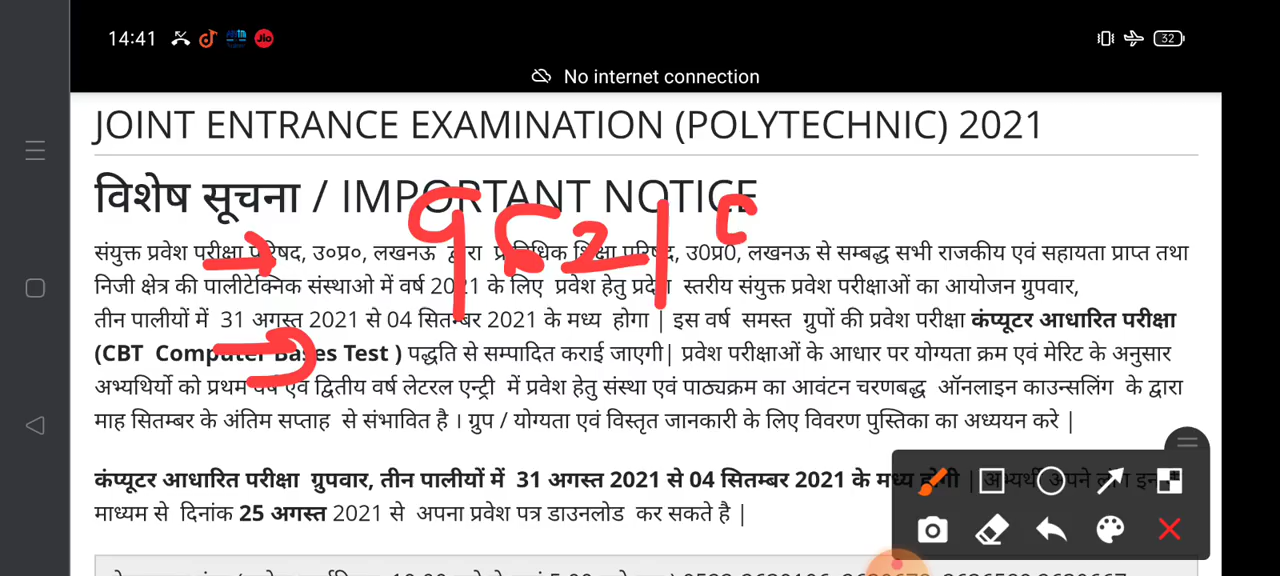 14:41
32
No internet connection
JOINT ENTRANCE EXAMINATION (POLYTECHNIC) 2021
विशेष सूचना / IMPORTANT NOTICE
संयुक्त प्रवेश परीक्षा परिषद, उ०प्र०, लखनऊ द्वारा प्राविधिक शिक्षा परिषद, उ0प्र0, लखनऊ से सम्बद्ध सभी राजकीय एवं सहायता प्राप्त तथा
निजी क्षेत्र की पालीटेक्निक संस्थाओ में वर्ष 2021 के लिए प्रवेश हेतु प्रदेश स्तरीय संयुक्त प्रवेश परीक्षाओं का आयोजन ग्रुपवार,
तीन पालीयों में 31 अगस्त 2021 से 04 सितम्बर 2021 के मध्य होगा | इस वर्ष समस्त ग्रुपों की प्रवेश परीक्षा कंप्यूटर आधारित परीक्षा
(CBT Computer Bases Test ) पद्धति से सम्पादित कराई जाएगी| प्रवेश परीक्षाओं के आधार पर योग्यता क्रम एवं मेरिट के अनुसार
अभ्यथिर्यो को प्रथम वर्ष एवं द्वितीय वर्ष लेटरल एन्ट्री में प्रवेश हेतु संस्था एवं पाठ्यक्रम का आवंटन चरणबद्ध ऑनलाइन काउन्सलिंग के द्वारा
माह सितम्बर के अंतिम सप्ताह से संभावित है । ग्रुप / योग्यता एवं विस्तृत जानकारी के लिए विवरण पुस्तिका का अध्ययन करे |
कंप्यूटर आधारित परीक्षा ग्रुपवार, तीन पालीयों में 31 अगस्त 2021 से 04 सितम्बर 2021 के मध्य होगी |
माध्यम से दिनांक 25 अगस्त 2021 से अपना प्रवेश पत्र डाउनलोड कर सकते है |